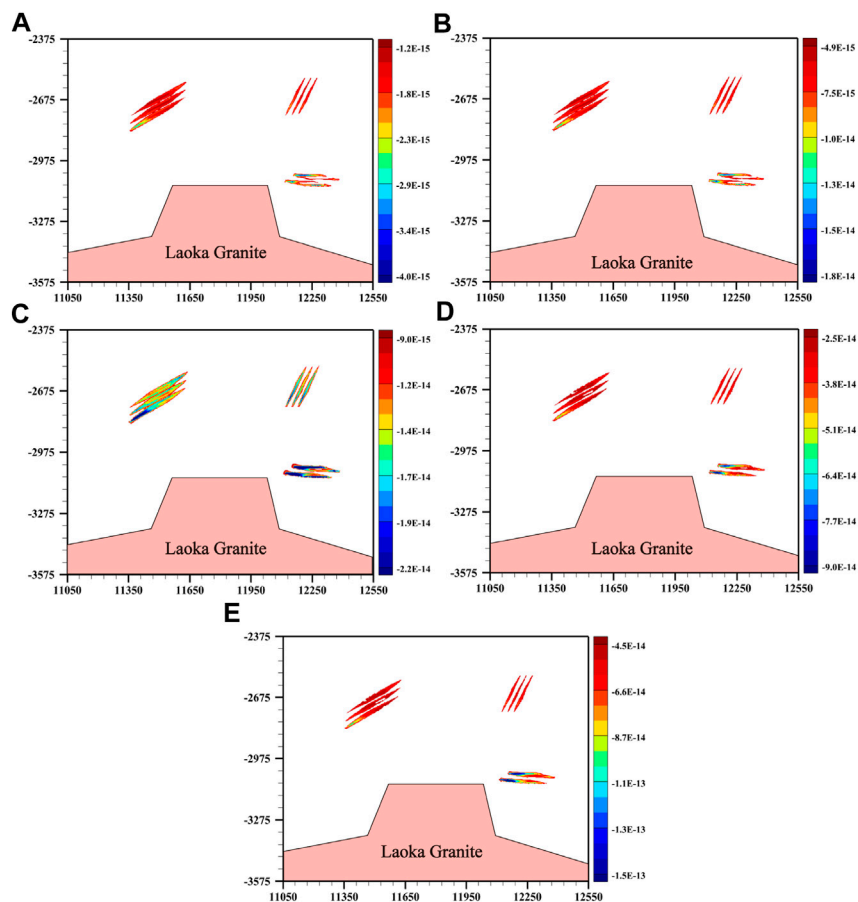 A
-2375
-2675
-2975
-3275
-3575
11050 11350 11650 11950 12250 12550
Laoka Granite
-1.2E-15
-1.8E-15
-2.3E-15
-2.9E-15
-3.4E-15
-4.0E-15
B
-2375
-2675
-2975
-3275
-3575
11050 11350 11650 11950 12250 12550
Laoka Granite
-4.9E-15
-7.5E-15
-1.0E-14
-1.3E-14
-1.5E-14
-1.8E-14
C
-2375
-2675
-2975
-3275
-3575
11050 11350 11650 11950 12250 12550
Laoka Granite
-9.0E-15
-1.2E-14
-1.4E-14
-1.7E-14
-1.9E-14
-2.2E-14
D
-2375
-2675
-2975
-3275
-3575
11050 11350 11650 11950 12250 12550
Laoka Granite
-2.5E-14
-3.8E-14
-5.1E-14
-6.4E-14
-7.7E-14
-9.0E-14
E
-2375
-2675
-2975
-3275
-3575
11050 11350 11650 11950 12250 12550
Laoka Granite
-4.5E-14
-6.6E-14
-8.7E-14
-1.1E-13
-1.3E-13
-1.5E-13